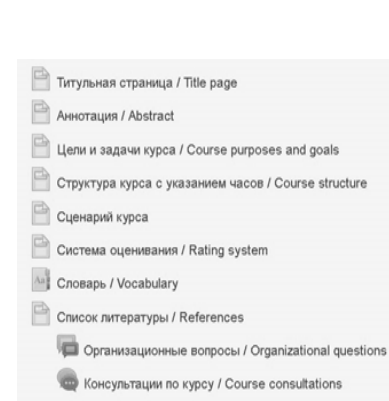 Титульная страница / Title page
Аннотация / Abstract
Цели и задачи курса / Course purposes and goals
Структура курса с указанием часов / Course structure
Сценарий курса
Система оценивания / Rating system
Словарь / Vocabulary
Список литературы / References
Организационные вопросы / Organizational questions
Консультации по курсу / Course consultations